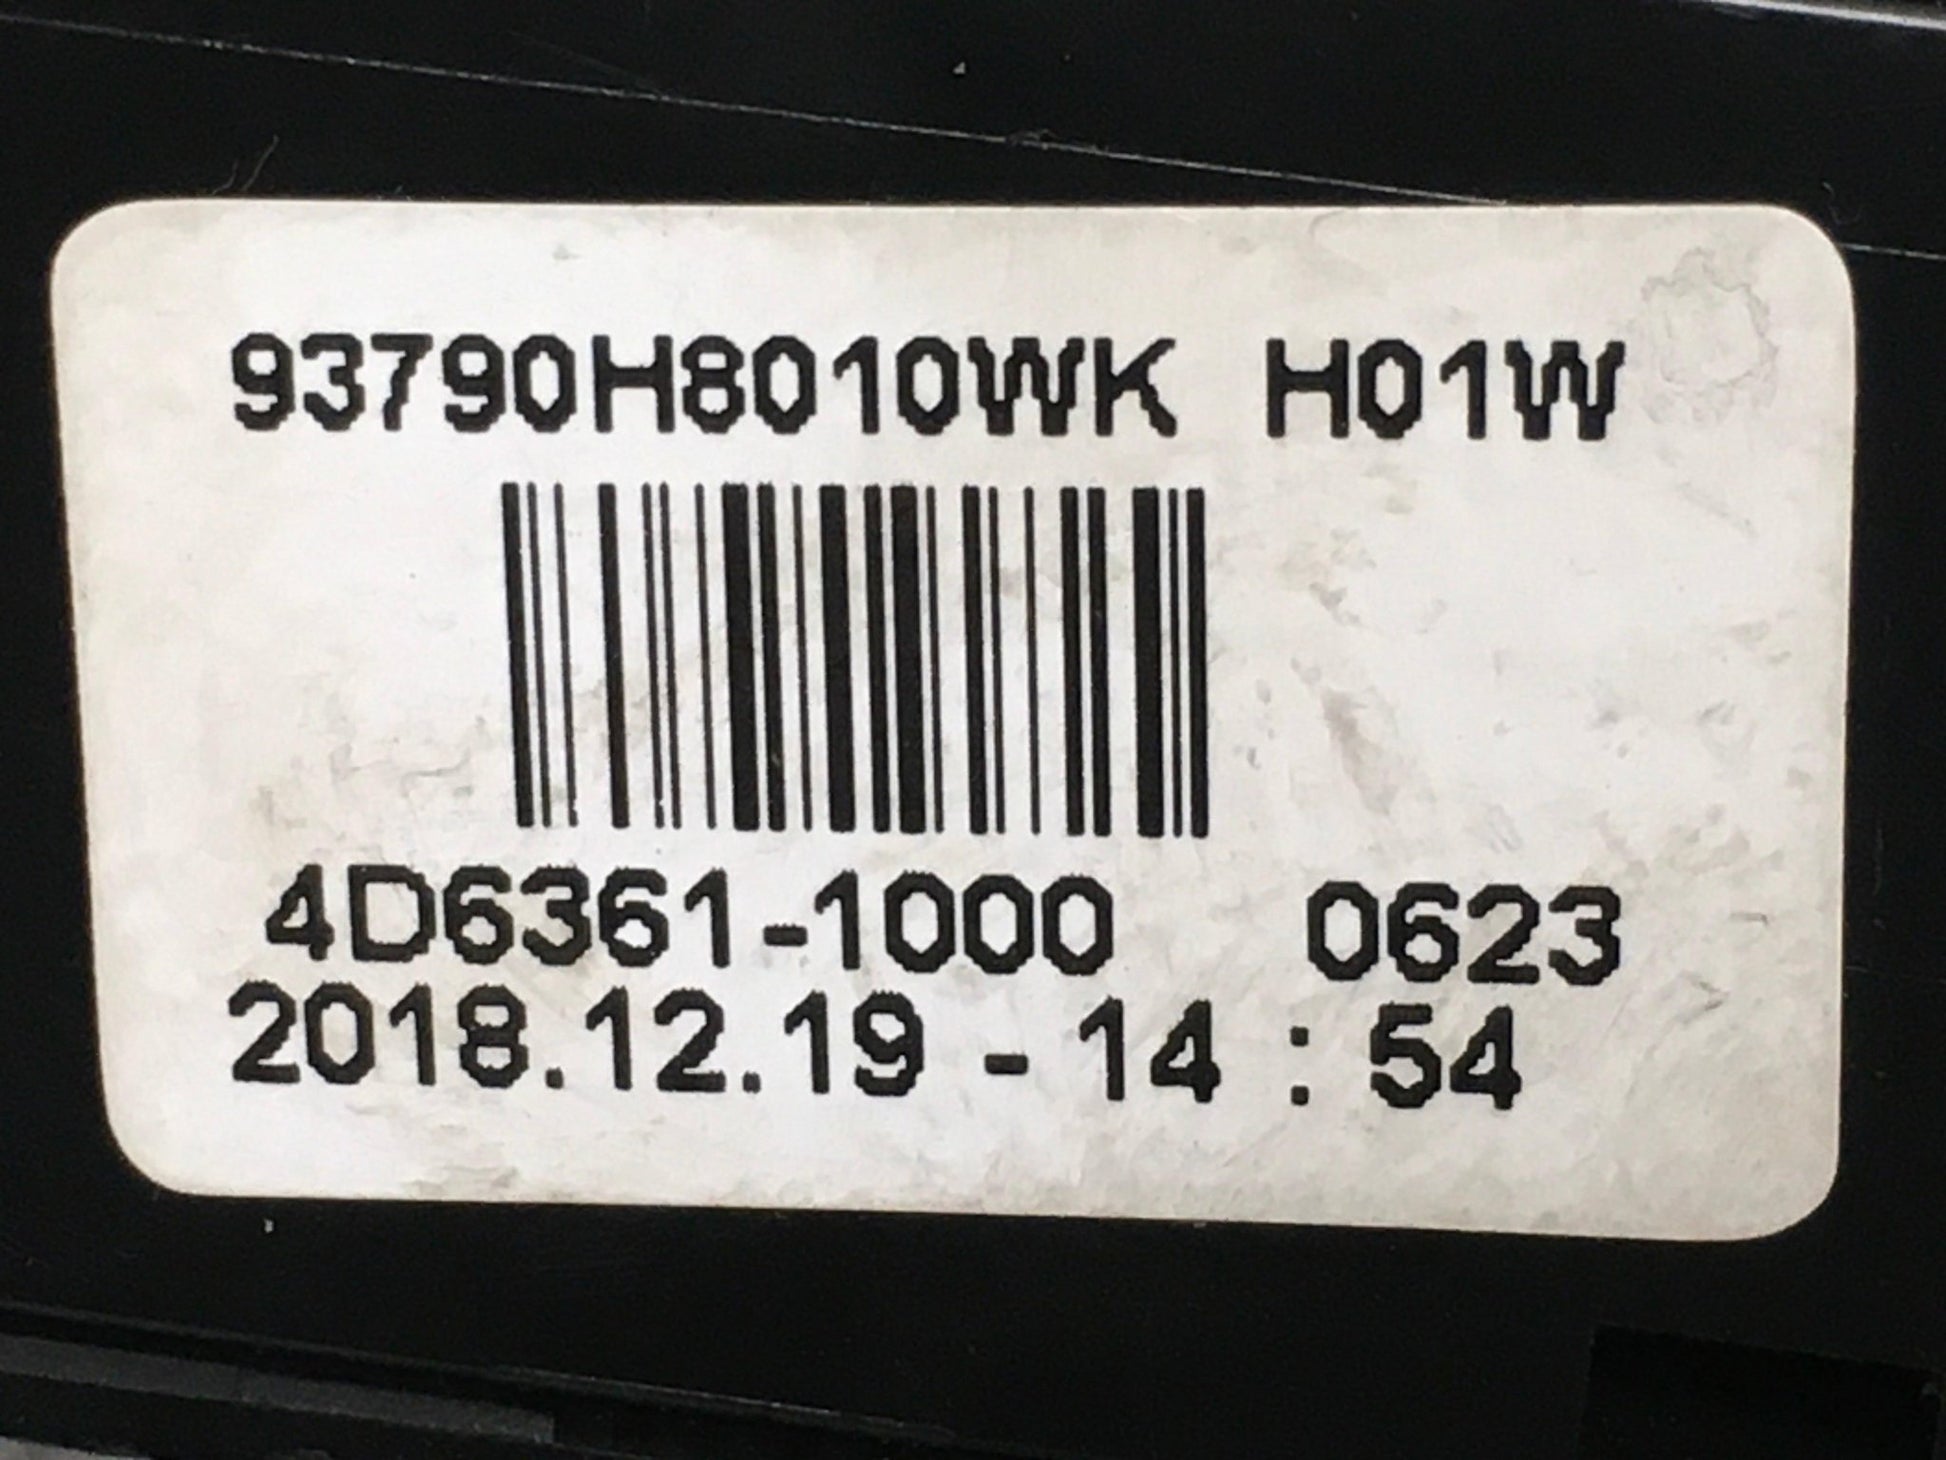 93790H8010WK H01W
4D6361-1000 0623
2018.12.19 - 14 : 54